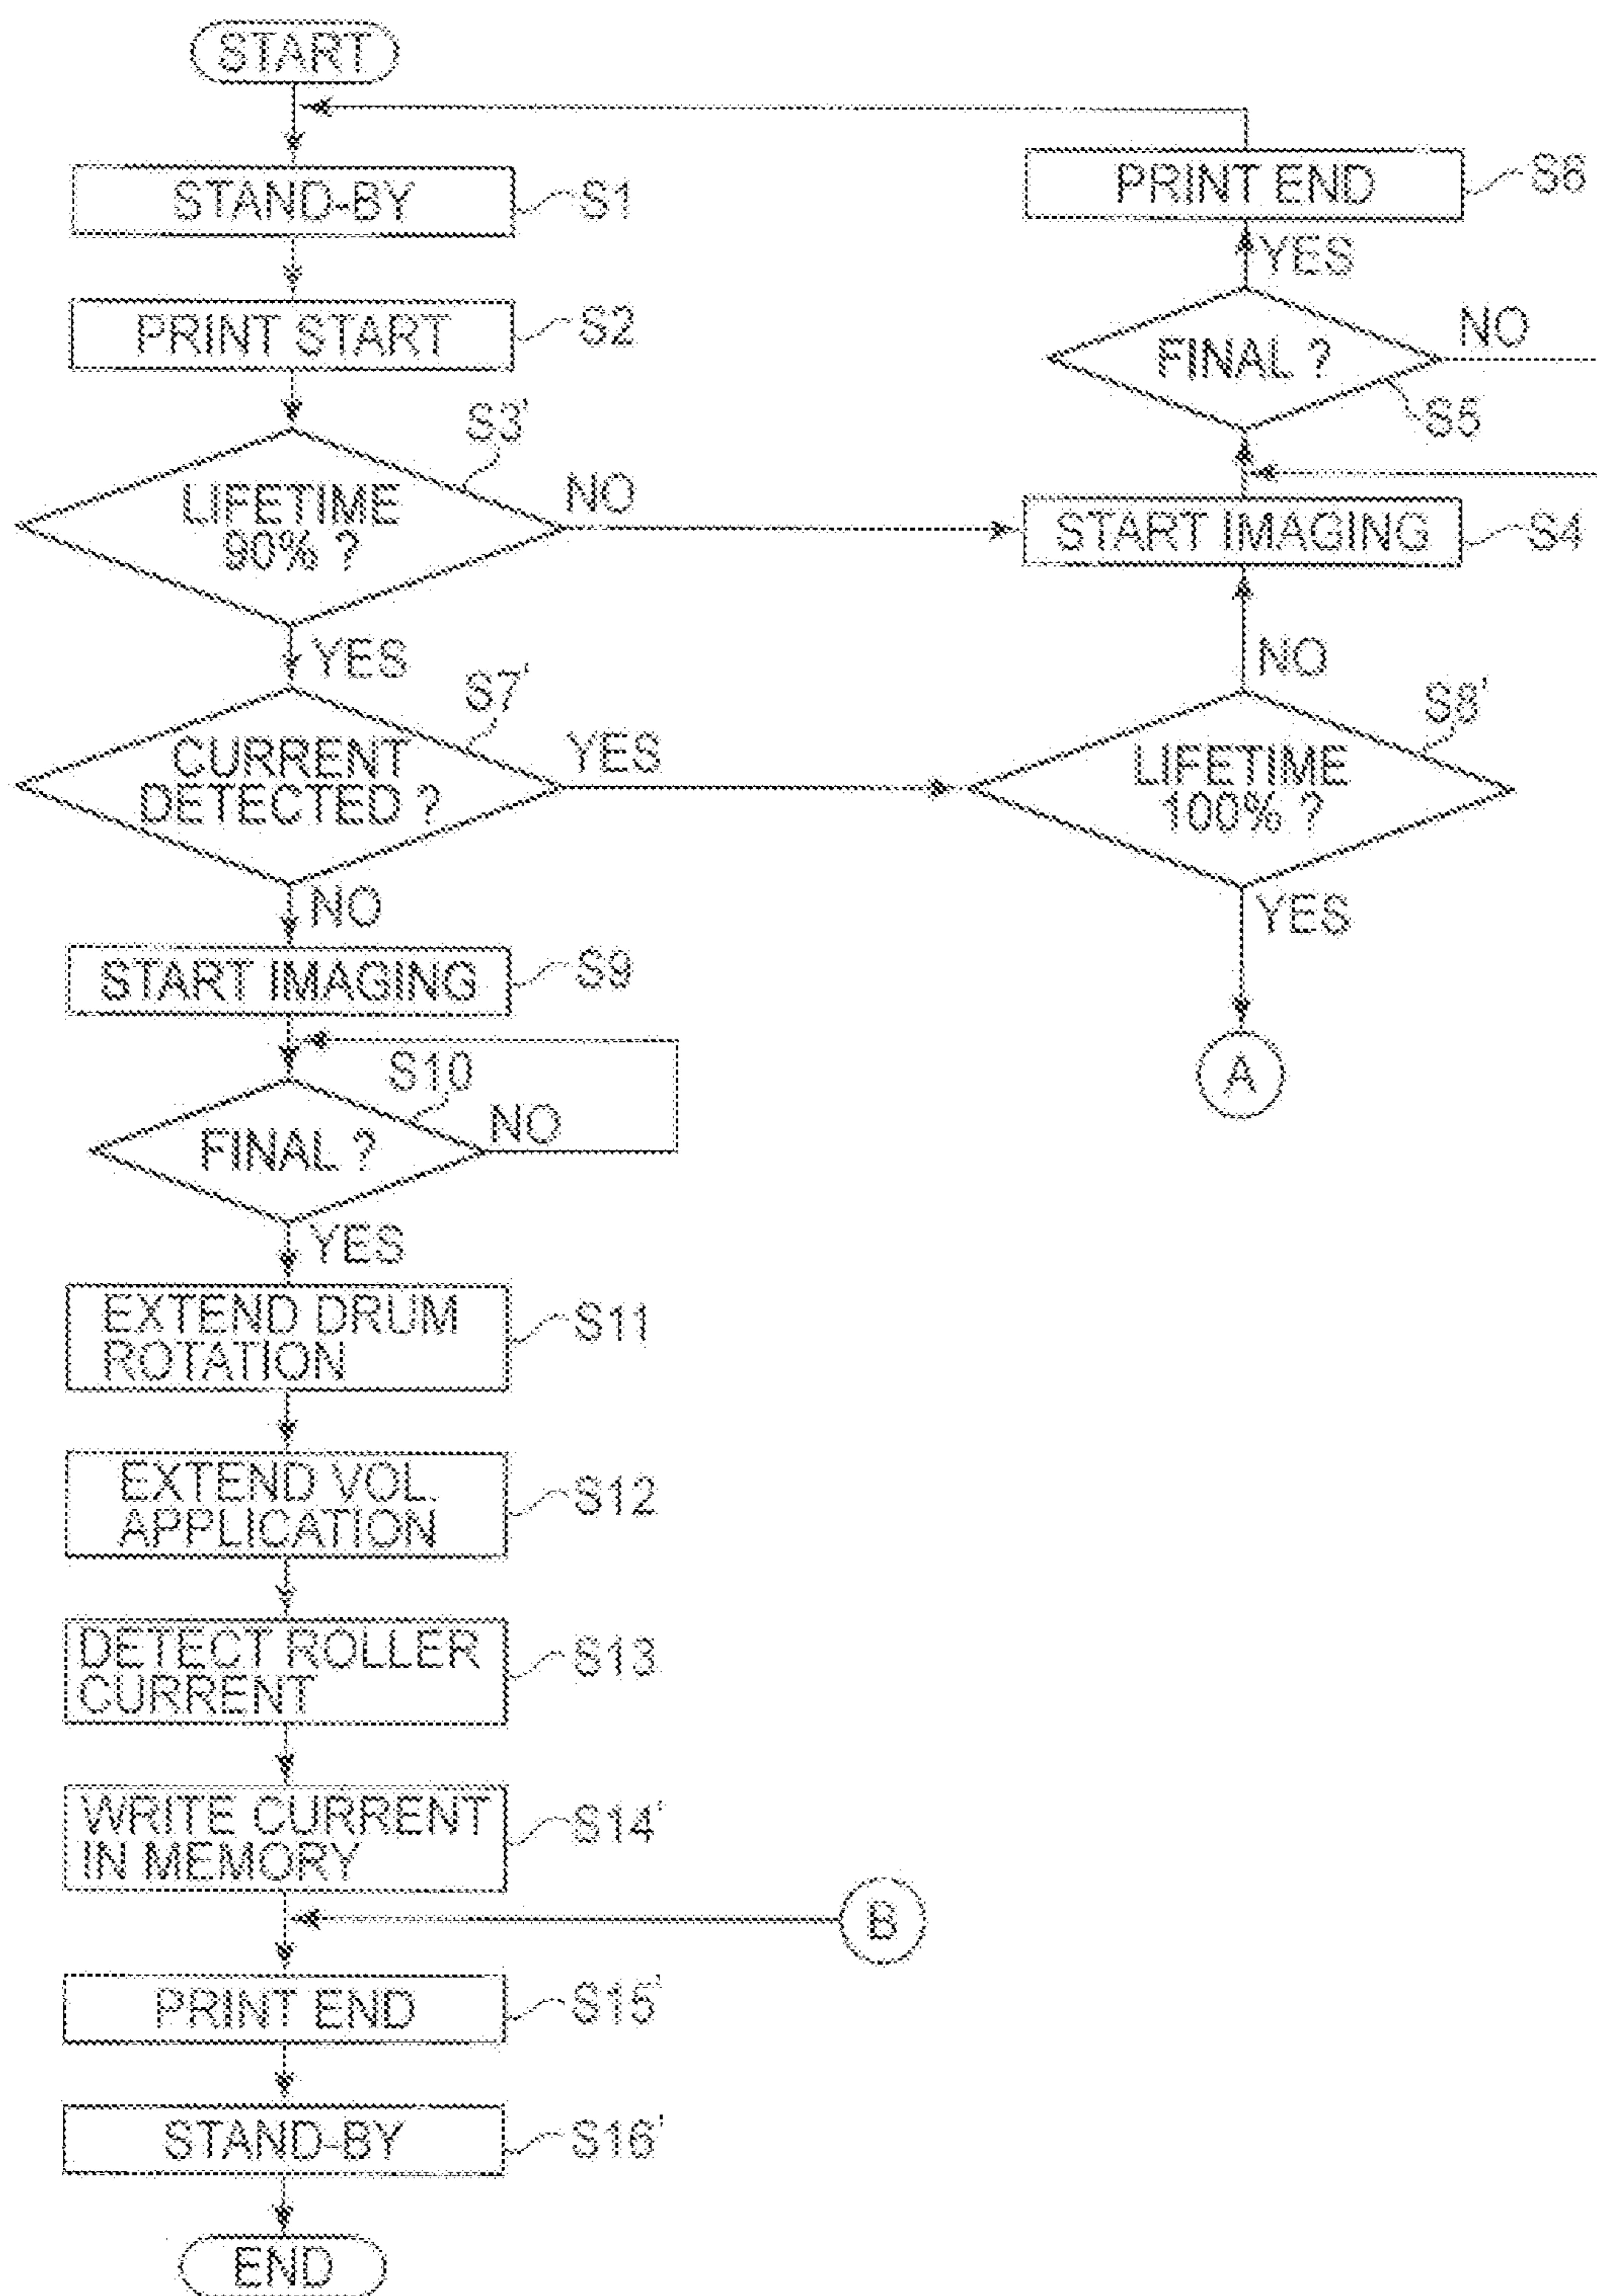 START
STAND-BY
S1
PRINT START
S2
S3'
LIFETIME
90% ?
NO
YES
S7'
CURRENT
DETECTED ?
YES
NO
START IMAGING
S9
S10
FINAL ?
NO
YES
EXTEND DRUM
ROTATION
S11
EXTEND VOL.
APPLICATION
S12
DETECT ROLLER
CURRENT
S13
WRITE CURRENT
IN MEMORY
S14'
B
PRINT END
S15'
STAND-BY
S16'
END
PRINT END
S6
YES
FINAL ?
NO
S5
START IMAGING
S4
NO
S8'
LIFETIME
100% ?
YES
A